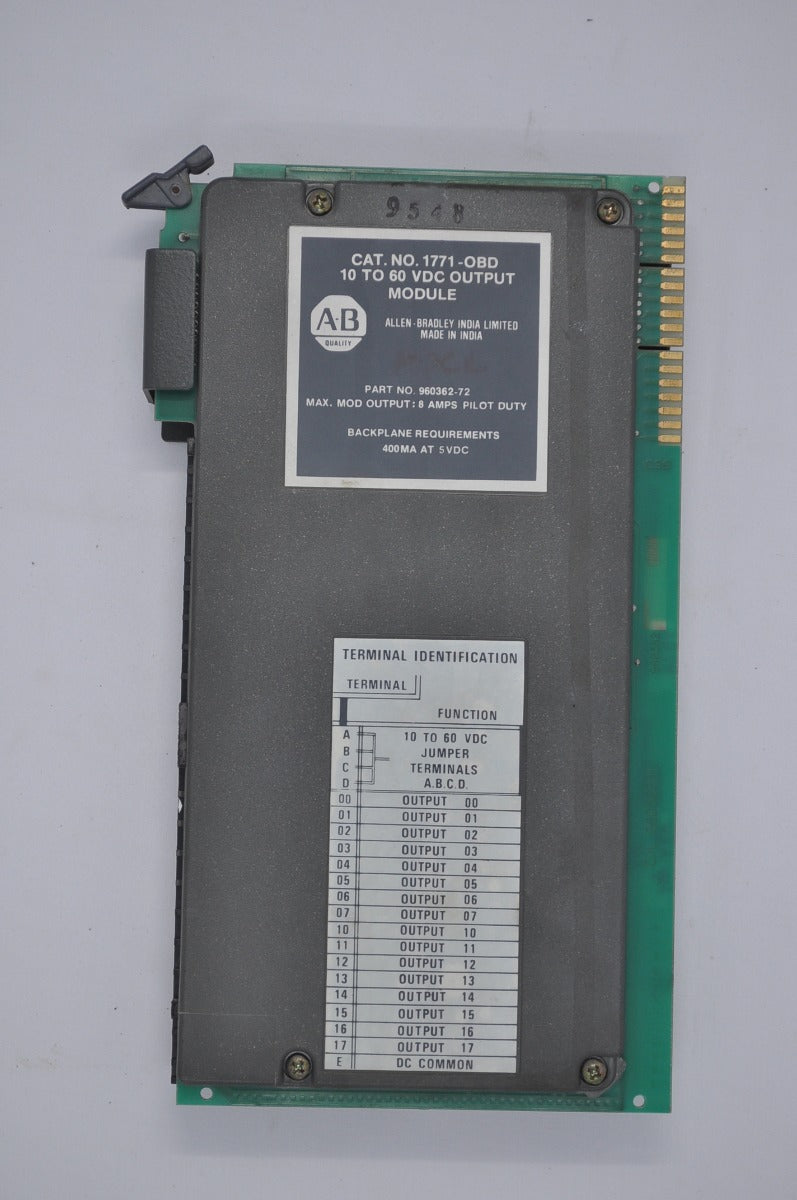 9548
CAT. NO. 1771-OBD
10 TO 60 VDC OUTPUT
MODULE
A-B
QUALITY
ALLEN-BRADLEY INDIA LIMITED
MADE IN INDIA
PART NO. 960362-72
MAX. MOD OUTPUT: 8 AMPS PILOT DUTY
BACKPLANE REQUIREMENTS
400MA AT 5VDC
TERMINAL IDENTIFICATION
TERMINAL
FUNCTION
A 10 TO 60 VDC
B JUMPER
C TERMINALS
D A.B.C.D.
00 OUTPUT 00
01 OUTPUT 01
02 OUTPUT 02
03 OUTPUT 03
04 OUTPUT 04
05 OUTPUT 05
06 OUTPUT 06
07 OUTPUT 07
10 OUTPUT 10
11 OUTPUT 11
12 OUTPUT 12
13 OUTPUT 13
14 OUTPUT 14
15 OUTPUT 15
16 OUTPUT 16
17 OUTPUT 17
E DC COMMON